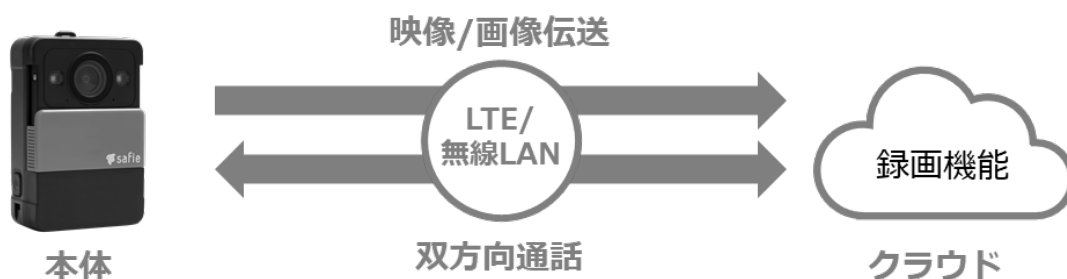 映像/画像伝送
LTE/
無線LAN
safie
録画機能
双方向通話
本体
クラウド